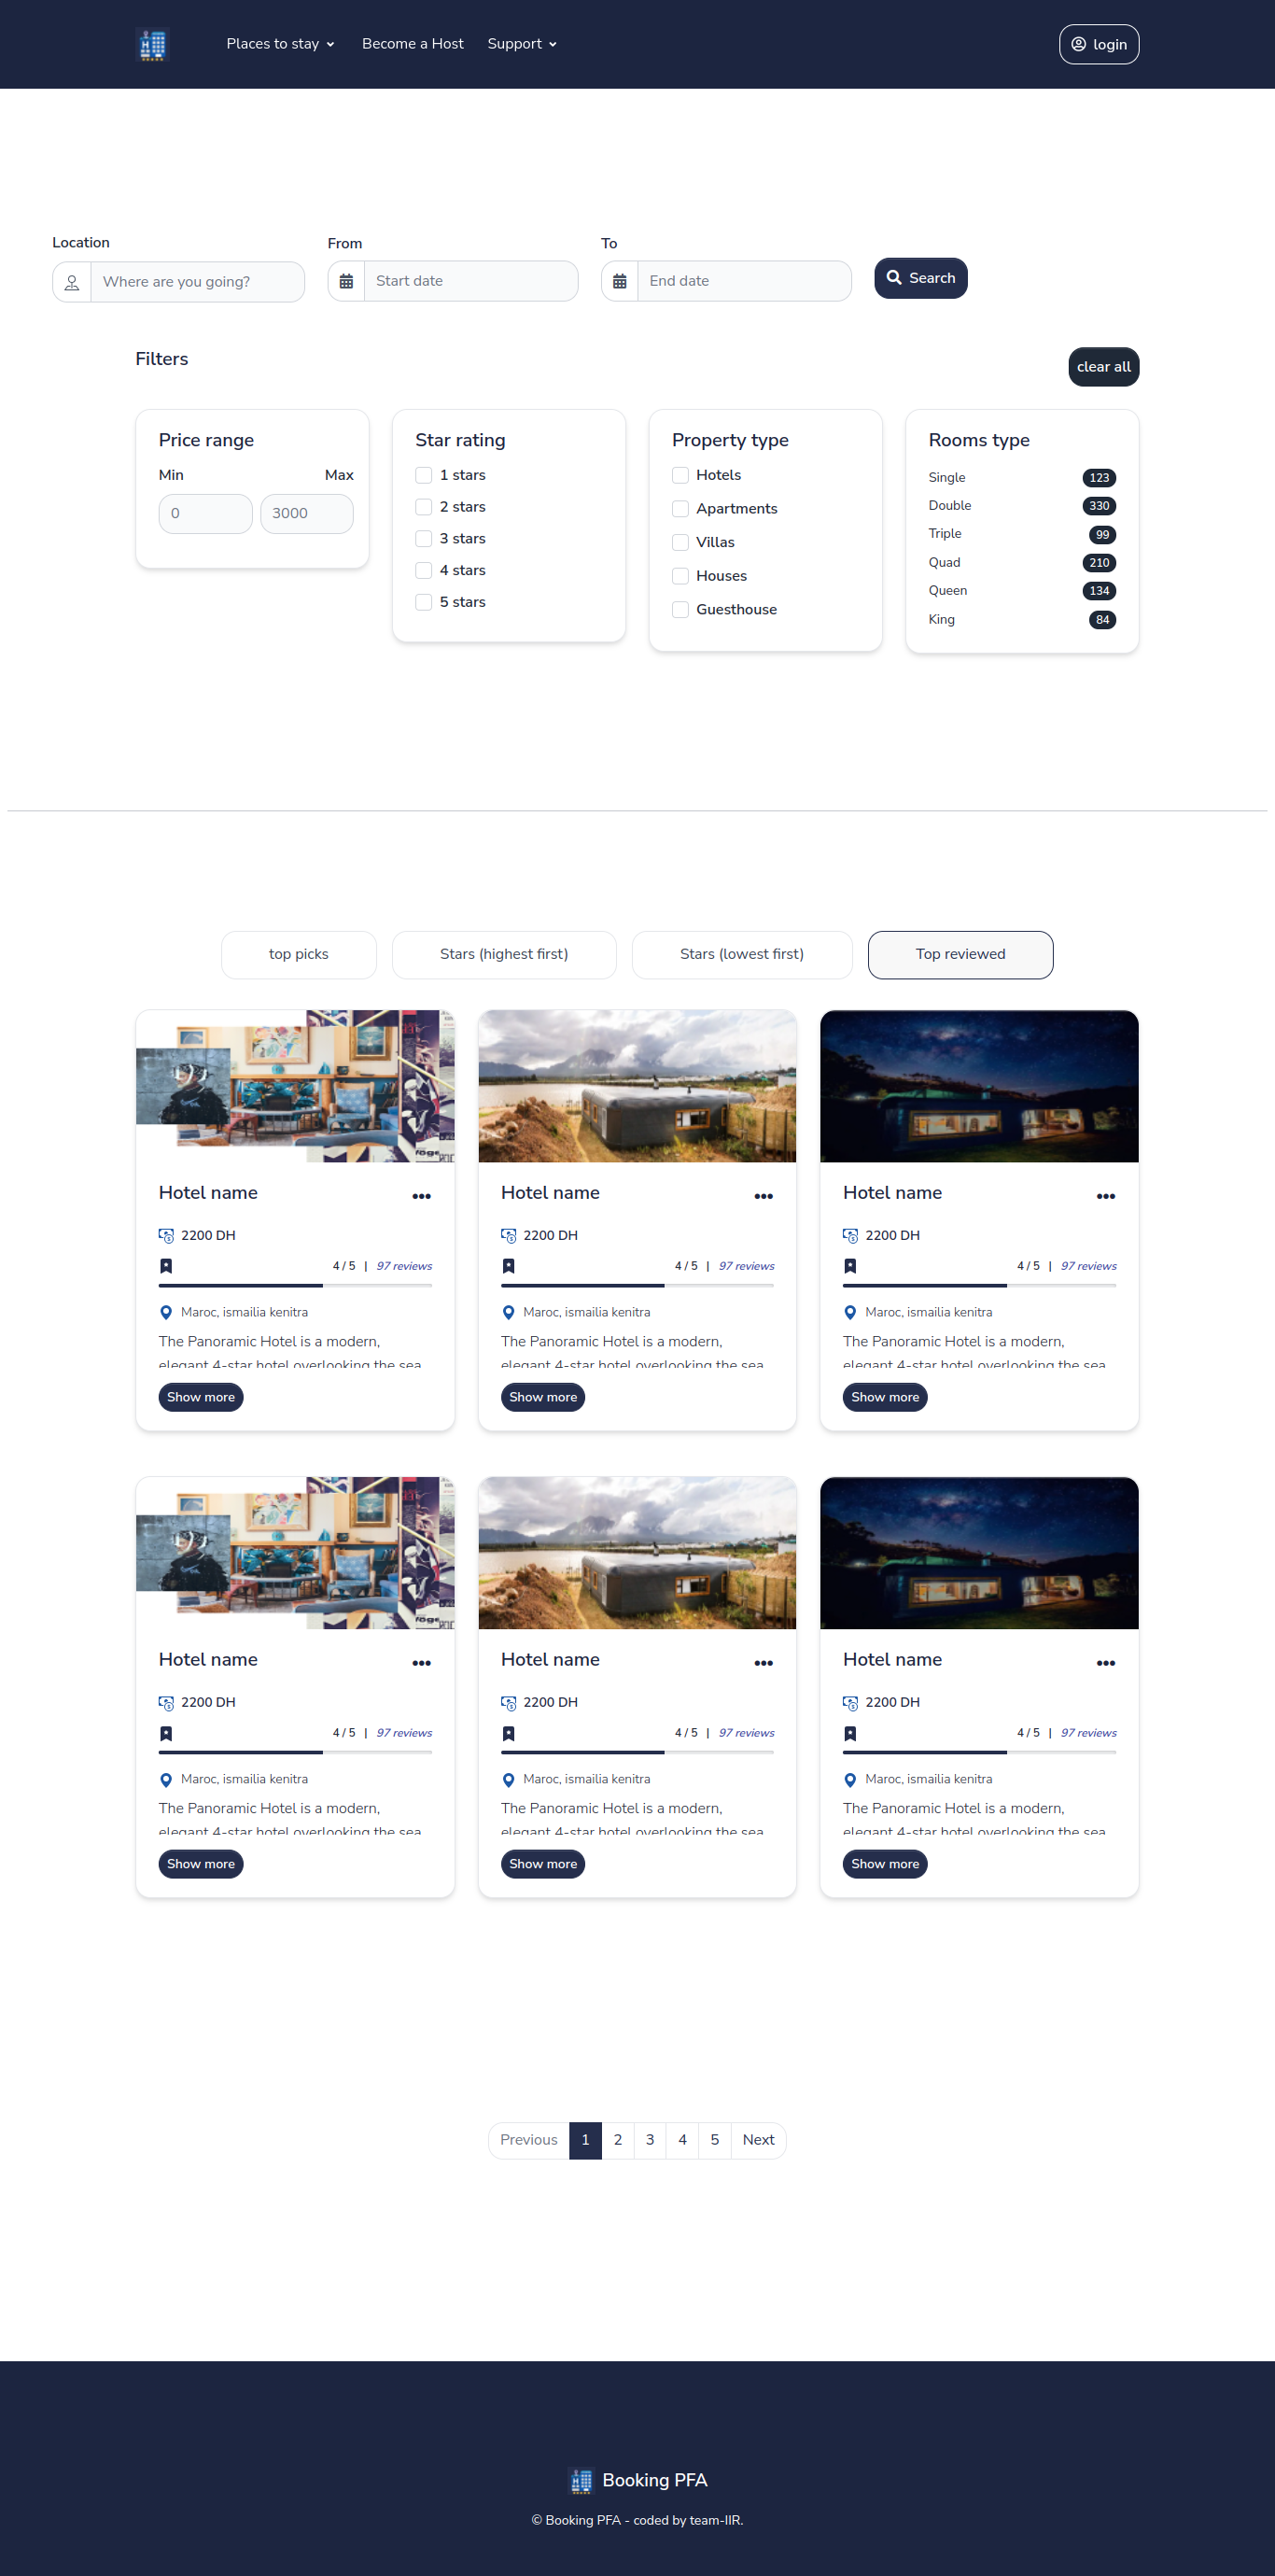 Places to stay Become a Host Support login
Location From To
Where are you going? Start date End date Search
Filters clear all
Price range
Min Max
0 3000
Star rating
1 stars
2 stars
3 stars
4 stars
5 stars
Property type
Hotels
Apartments
Villas
Houses
Guesthouse
Rooms type
Single 123
Double 330
Triple 99
Quad 210
Queen 134
King 84
top picks Stars (highest first) Stars (lowest first) Top reviewed
Hotel name
2200 DH
4 / 5 | 97 reviews
Maroc, ismailia kenitra
The Panoramic Hotel is a modern,
elegant 4-star hotel overlooking the sea
Show more
Hotel name
2200 DH
4 / 5 | 97 reviews
Maroc, ismailia kenitra
The Panoramic Hotel is a modern,
elegant 4-star hotel overlooking the sea
Show more
Hotel name
2200 DH
4 / 5 | 97 reviews
Maroc, ismailia kenitra
The Panoramic Hotel is a modern,
elegant 4-star hotel overlooking the sea
Show more
Hotel name
2200 DH
4 / 5 | 97 reviews
Maroc, ismailia kenitra
The Panoramic Hotel is a modern,
elegant 4-star hotel overlooking the sea
Show more
Hotel name
2200 DH
4 / 5 | 97 reviews
Maroc, ismailia kenitra
The Panoramic Hotel is a modern,
elegant 4-star hotel overlooking the sea
Show more
Hotel name
2200 DH
4 / 5 | 97 reviews
Maroc, ismailia kenitra
The Panoramic Hotel is a modern,
elegant 4-star hotel overlooking the sea
Show more
Previous 1 2 3 4 5 Next
Booking PFA
© Booking PFA - coded by team-IIR.